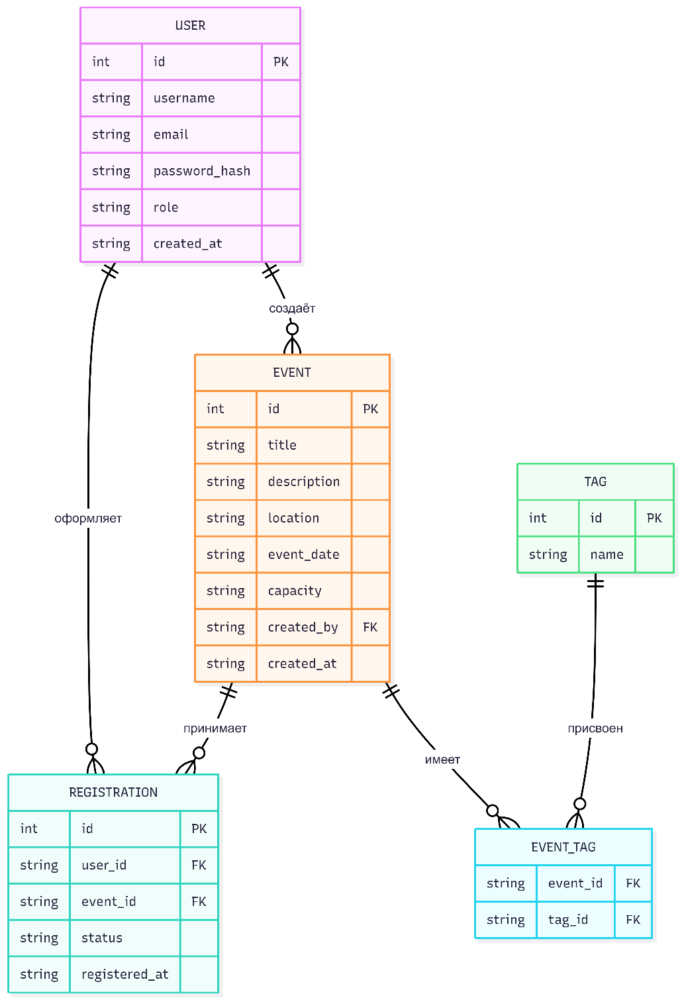 USER
int id PK
string username
string email
string password_hash
string role
string created_at
создаёт
EVENT
int id PK
string title
string description
string location
string event_date
string capacity
string created_by FK
string created_at
TAG
int id PK
string name
оформляет
принимает
имеет
присвоен
REGISTRATION
int id PK
string user_id FK
string event_id FK
string status
string registered_at
EVENT_TAG
string event_id FK
string tag_id FK